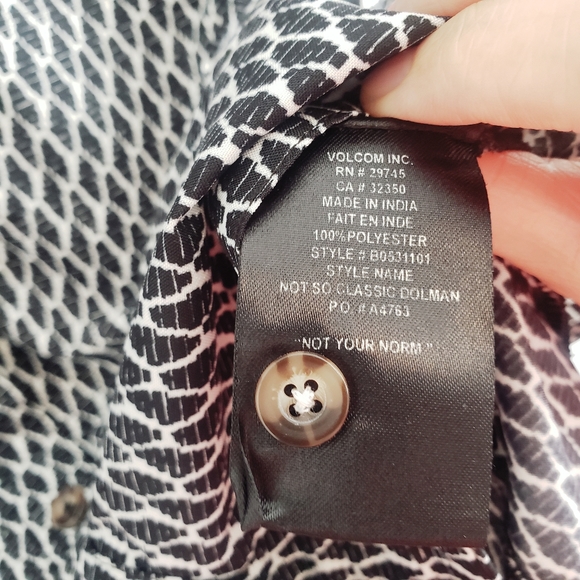 VOLCOM INC.
RN # 29745
CA # 32350
MADE IN INDIA
FAIT EN INDE
100%POLYESTER
STYLE # B0531101
STYLE NAME
NOT SO CLASSIC DOLMAN
P.O. # A4763
"NOT YOUR NORM"